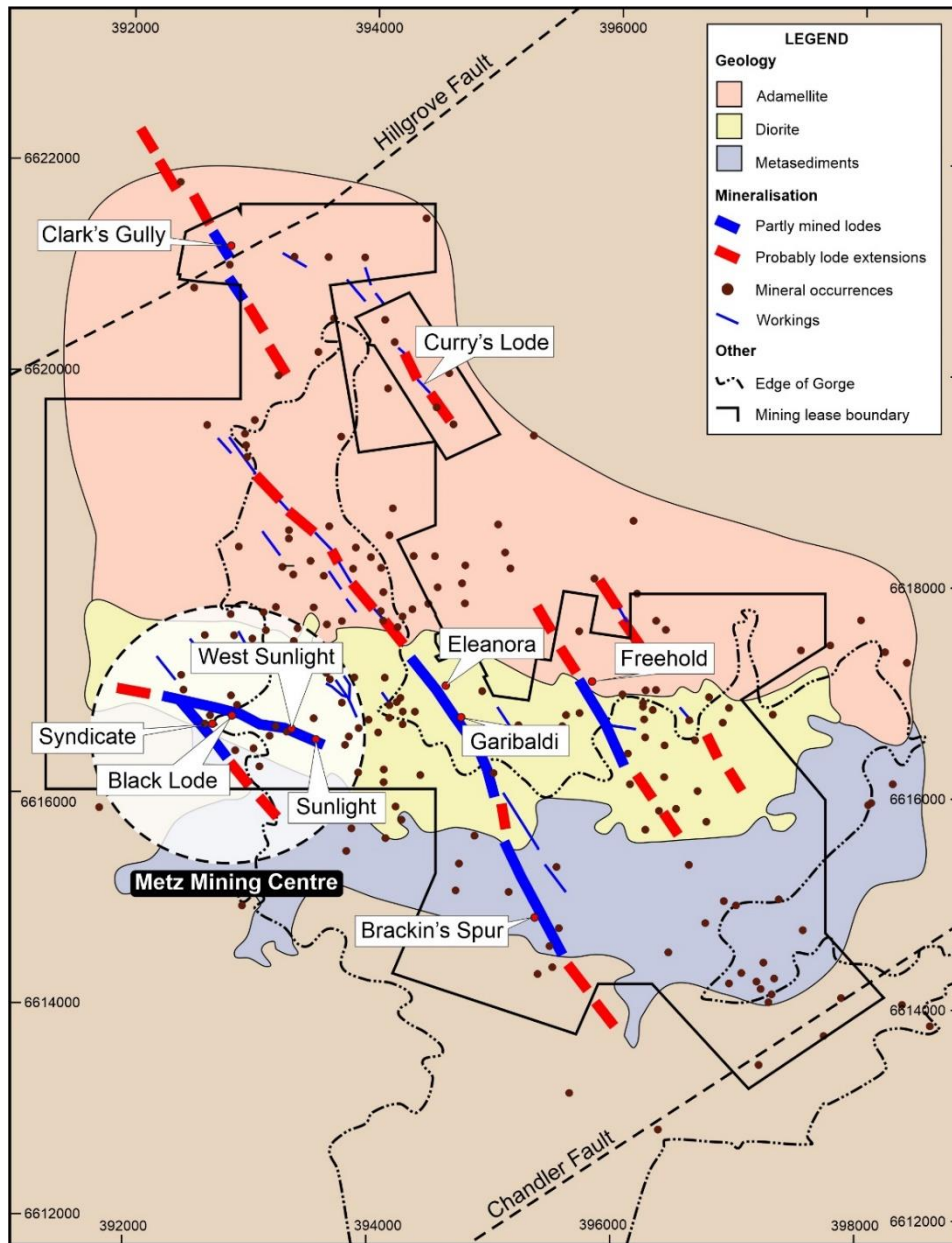 392000
394000
396000
LEGEND
Geology
Adamellite
Diorite
Metasediments
Mineralisation
Partly mined lodes
Probably lode extensions
Mineral occurrences
Workings
Other
Edge of Gorge
Mining lease boundary
Hillgrove Fault
6622000
Clark's Gully
Curry's Lode
6620000
6618000
Eleanora
West Sunlight
Freehold
Syndicate
Garibaldi
Black Lode
Sunlight
6616000
6616000
Metz Mining Centre
Brackin's Spur
6614000
6614000
Chandler Fault
6612000
6612000
392000
394000
396000
398000